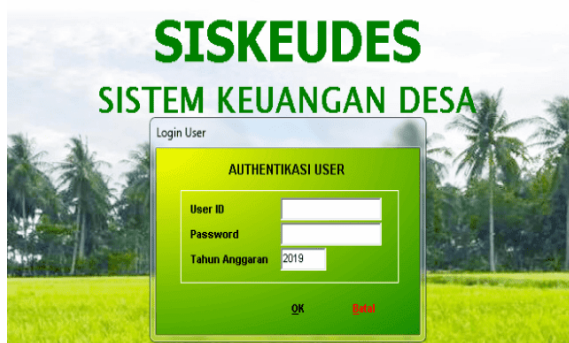 SISKEUDES
SISTEM KEUANGAN DESA
Login User
AUTHENTIKASI USER
User ID
Password
Tahun Anggaran 2019
OK Batal